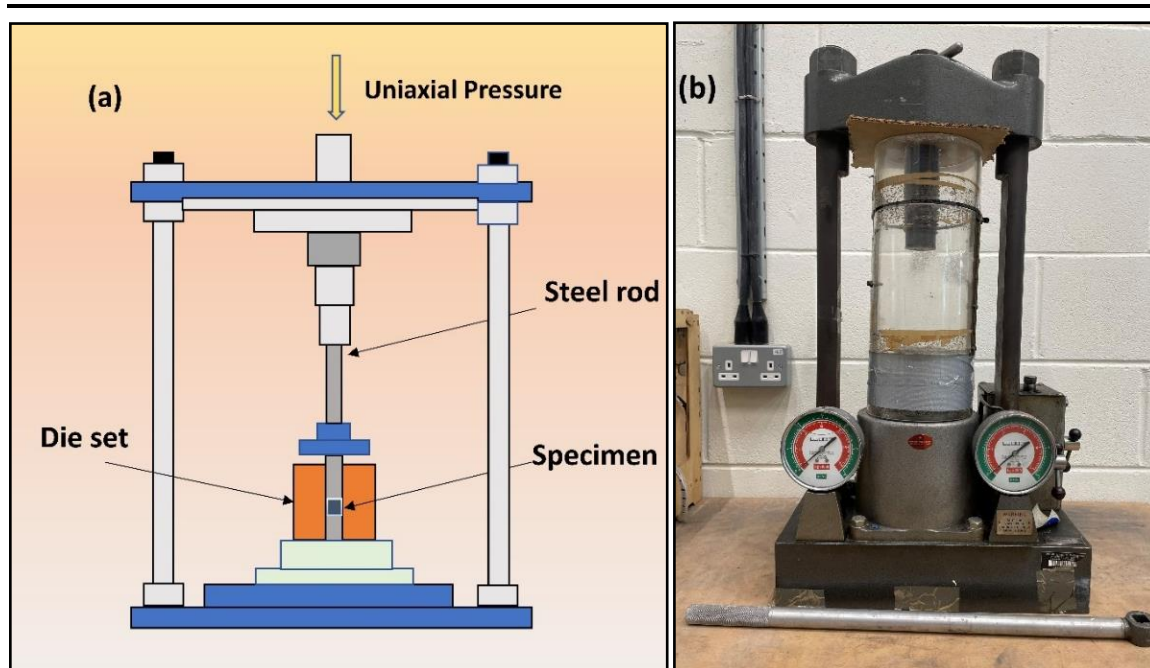 (a)
Uniaxial Pressure
Steel rod
Die set
Specimen
(b)